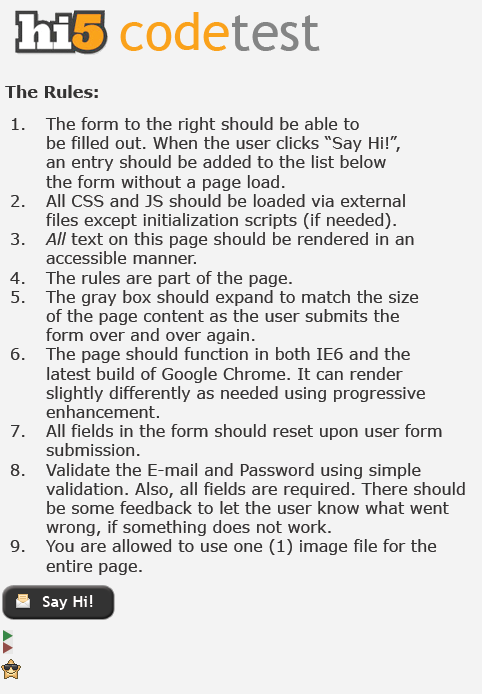 hi5 codetest
The Rules:
1. The form to the right should be able to
be filled out. When the user clicks “Say Hi!”,
an entry should be added to the list below
the form without a page load.
2. All CSS and JS should be loaded via external
files except initialization scripts (if needed).
3. All text on this page should be rendered in an
accessible manner.
4. The rules are part of the page.
5. The gray box should expand to match the size
of the page content as the user submits the
form over and over again.
6. The page should function in both IE6 and the
latest build of Google Chrome. It can render
slightly differently as needed using progressive
enhancement.
7. All fields in the form should reset upon user form
submission.
8. Validate the E-mail and Password using simple
validation. Also, all fields are required. There should
be some feedback to let the user know what went
wrong, if something does not work.
9. You are allowed to use one (1) image file for the
entire page.
Say Hi!